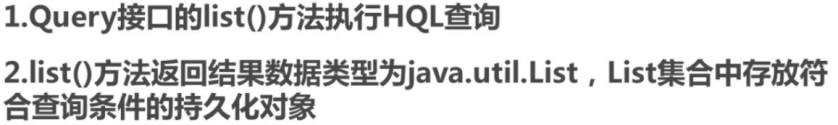 1.Query接口的list()方法执行HQL查询
2.list()方法返回结果数据类型为java.util.List，List集合中存放符
合查询条件的持久化对象